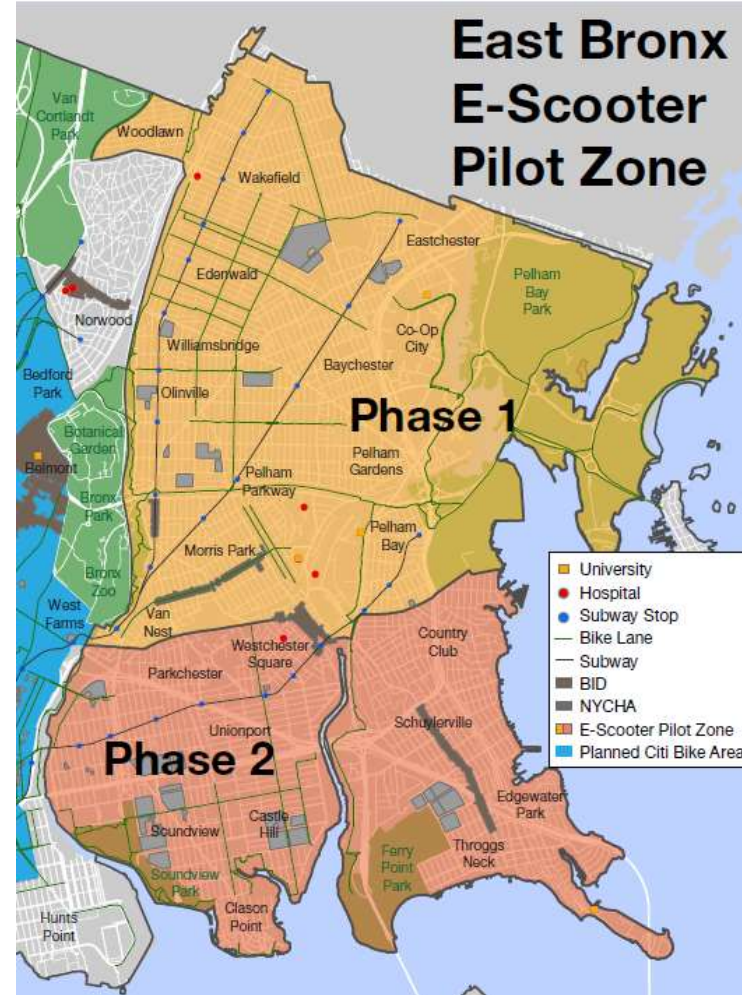 East Bronx
E-Scooter
Pilot Zone
Van
Cortlandt
Park
Woodlawn
Wakefield
Eastchester
Edenwald
Pelham
Bay
Park
Norwood
Co-Op
City
Williamsbridge
Baychester
Bedford
Park
Olinville
Phase 1
Botanical
Garden
Belmont
Pelham
Gardens
Pelham
Parkway
Bronx
Park
Pelham
Bay
Morris Park
Bronx
Zoo
West
Farms
Van
Nest
University
Hospital
Subway Stop
Bike Lane
Subway
BID
NYCHA
E-Scooter Pilot Zone
Planned Citi Bike Area
Country
Club
Westchester
Square
Parkchester
Schuylerville
Unionport
Phase 2
Edgewater
Park
Soundview
Castle
Hill
Throggs
Neck
Ferry
Point
Park
Soundview
Park
Clason
Point
Hunts
Point